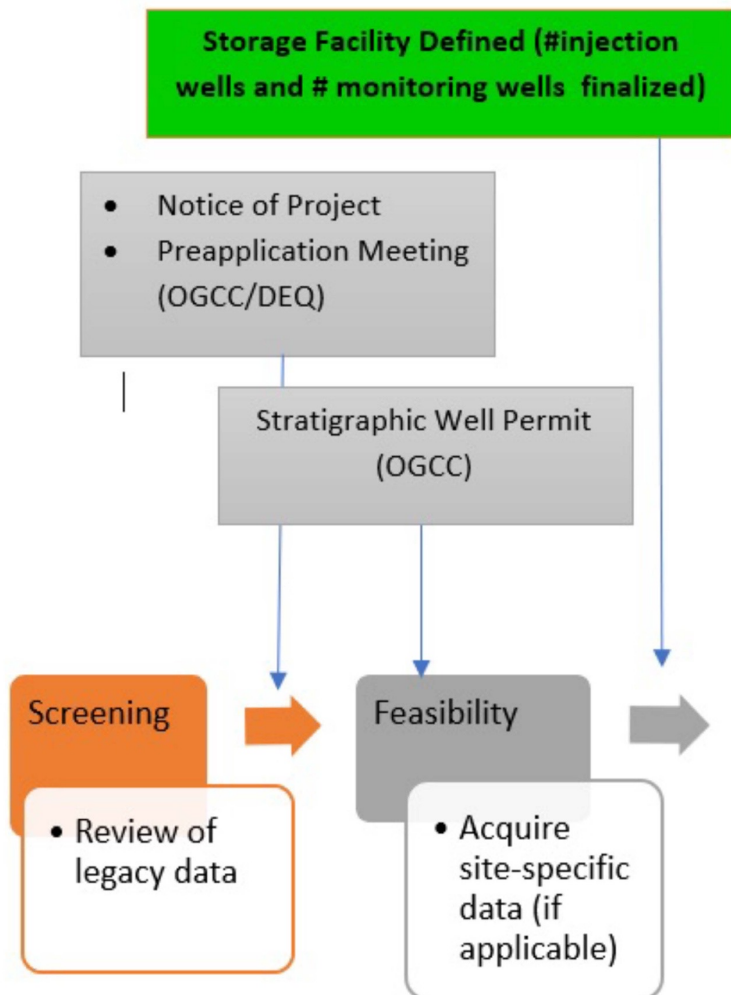 Storage Facility Defined (#injection
wells and # monitoring wells finalized)
• Notice of Project
• Preapplication Meeting
(OGCC/DEQ)
Stratigraphic Well Permit
(OGCC)
Screening
• Review of
legacy data
Feasibility
• Acquire
site-specific
data (if
applicable)